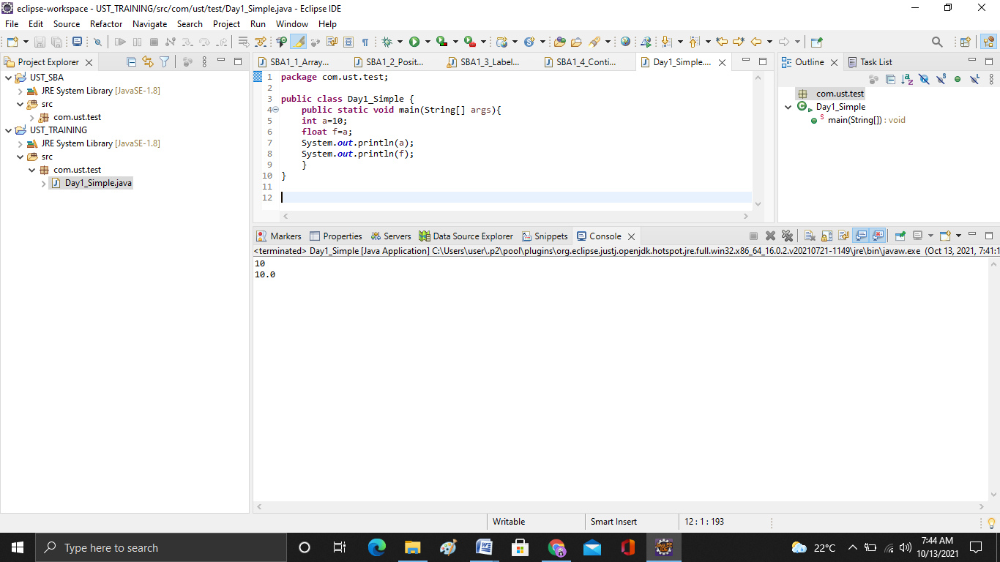 eclipse-workspace - UST_TRAINING/src/com/ust/test/Day1_Simple.java - Eclipse IDE
File Edit Source Refactor Navigate Search Project Run Window Help
Project Explorer
UST_SBA
JRE System Library [JavaSE-1.8]
src
com.ust.test
UST_TRAINING
JRE System Library [JavaSE-1.8]
src
com.ust.test
Day1_Simple.java
SBA1_1_Array... SBA1_2_Posit... SBA1_3_Label... SBA1_4_Conti... Day1_Simple....
1 package com.ust.test;
2
3 public class Day1_Simple {
4 public static void main(String[] args){
5 int a=10;
6 float f=a;
7 System.out.println(a);
8 System.out.println(f);
9 }
10 }
11
12
Outline Task List
com.ust.test
Day1_Simple
main(String[]) : void
Markers Properties Servers Data Source Explorer Snippets Console
<terminated> Day1_Simple [Java Application] C:\Users\user\.p2\pool\plugins\org.eclipse.justj.openjdk.hotspot.jre.full.win32.x86_64_16.0.2.v20210721-1149\jre\bin\javaw.exe (Oct 13, 2021, 7:41:1
10
10.0
Writable Smart Insert 12 : 1 : 193
Type here to search
22°C
7:44 AM
10/13/2021